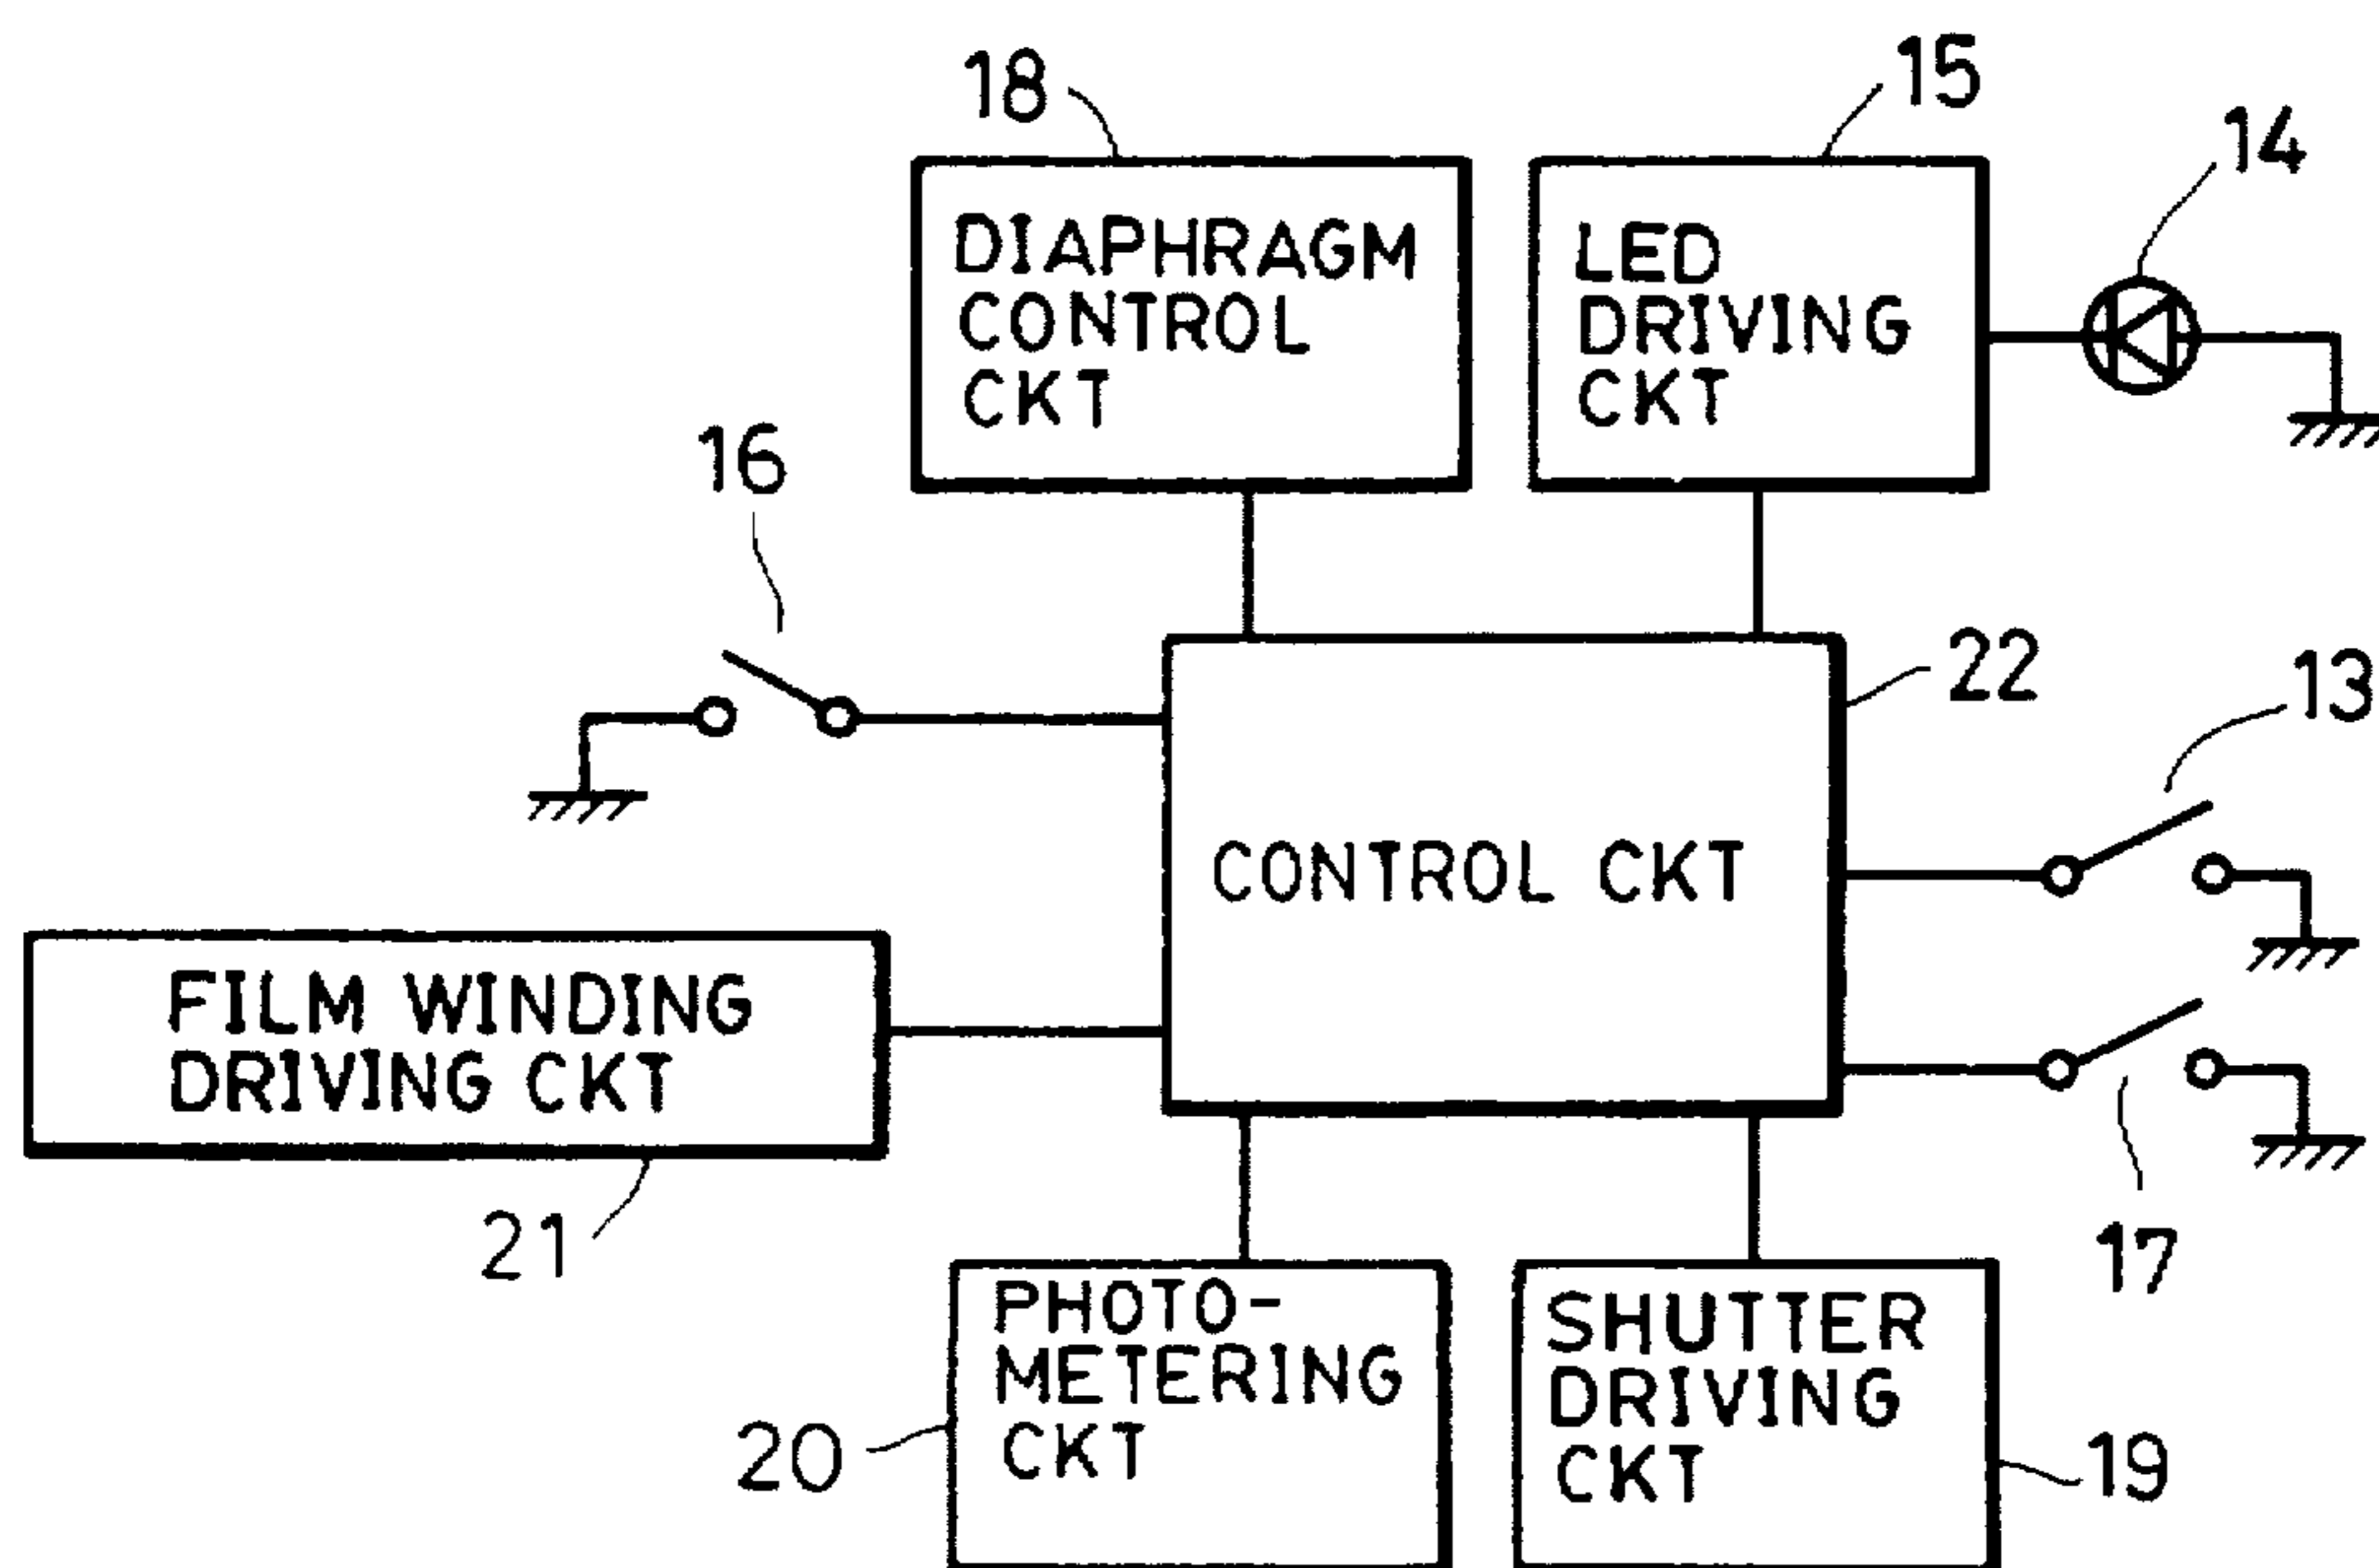 18
15
14
DIAPHRAGM
CONTROL
CKT
LED
DRIVING
CKT
16
22
13
CONTROL CKT
FILM WINDING
DRIVING CKT
21
17
PHOTO-
METERING
CKT
SHUTTER
DRIVING
CKT
20
19